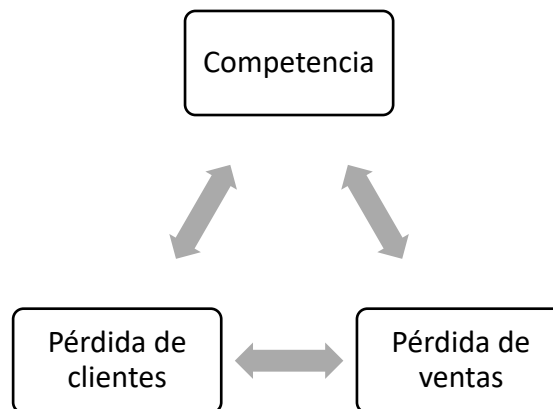 Competencia
Pérdida de
clientes
Pérdida de
ventas